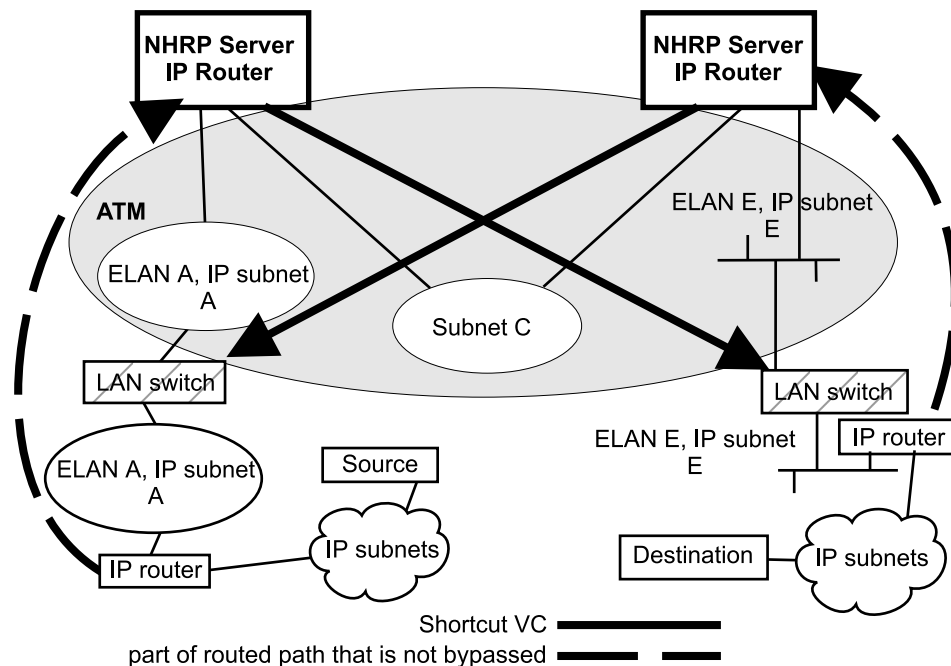 NHRP Server
IP Router
NHRP Server
IP Router
ATM
ELAN E, IP subnet
E
ELAN A, IP subnet
A
Subnet C
LAN switch
LAN switch
ELAN A, IP subnet
A
Source
ELAN E, IP subnet
E
IP router
IP subnets
IP router
Destination
IP subnets
Shortcut VC
part of routed path that is not bypassed